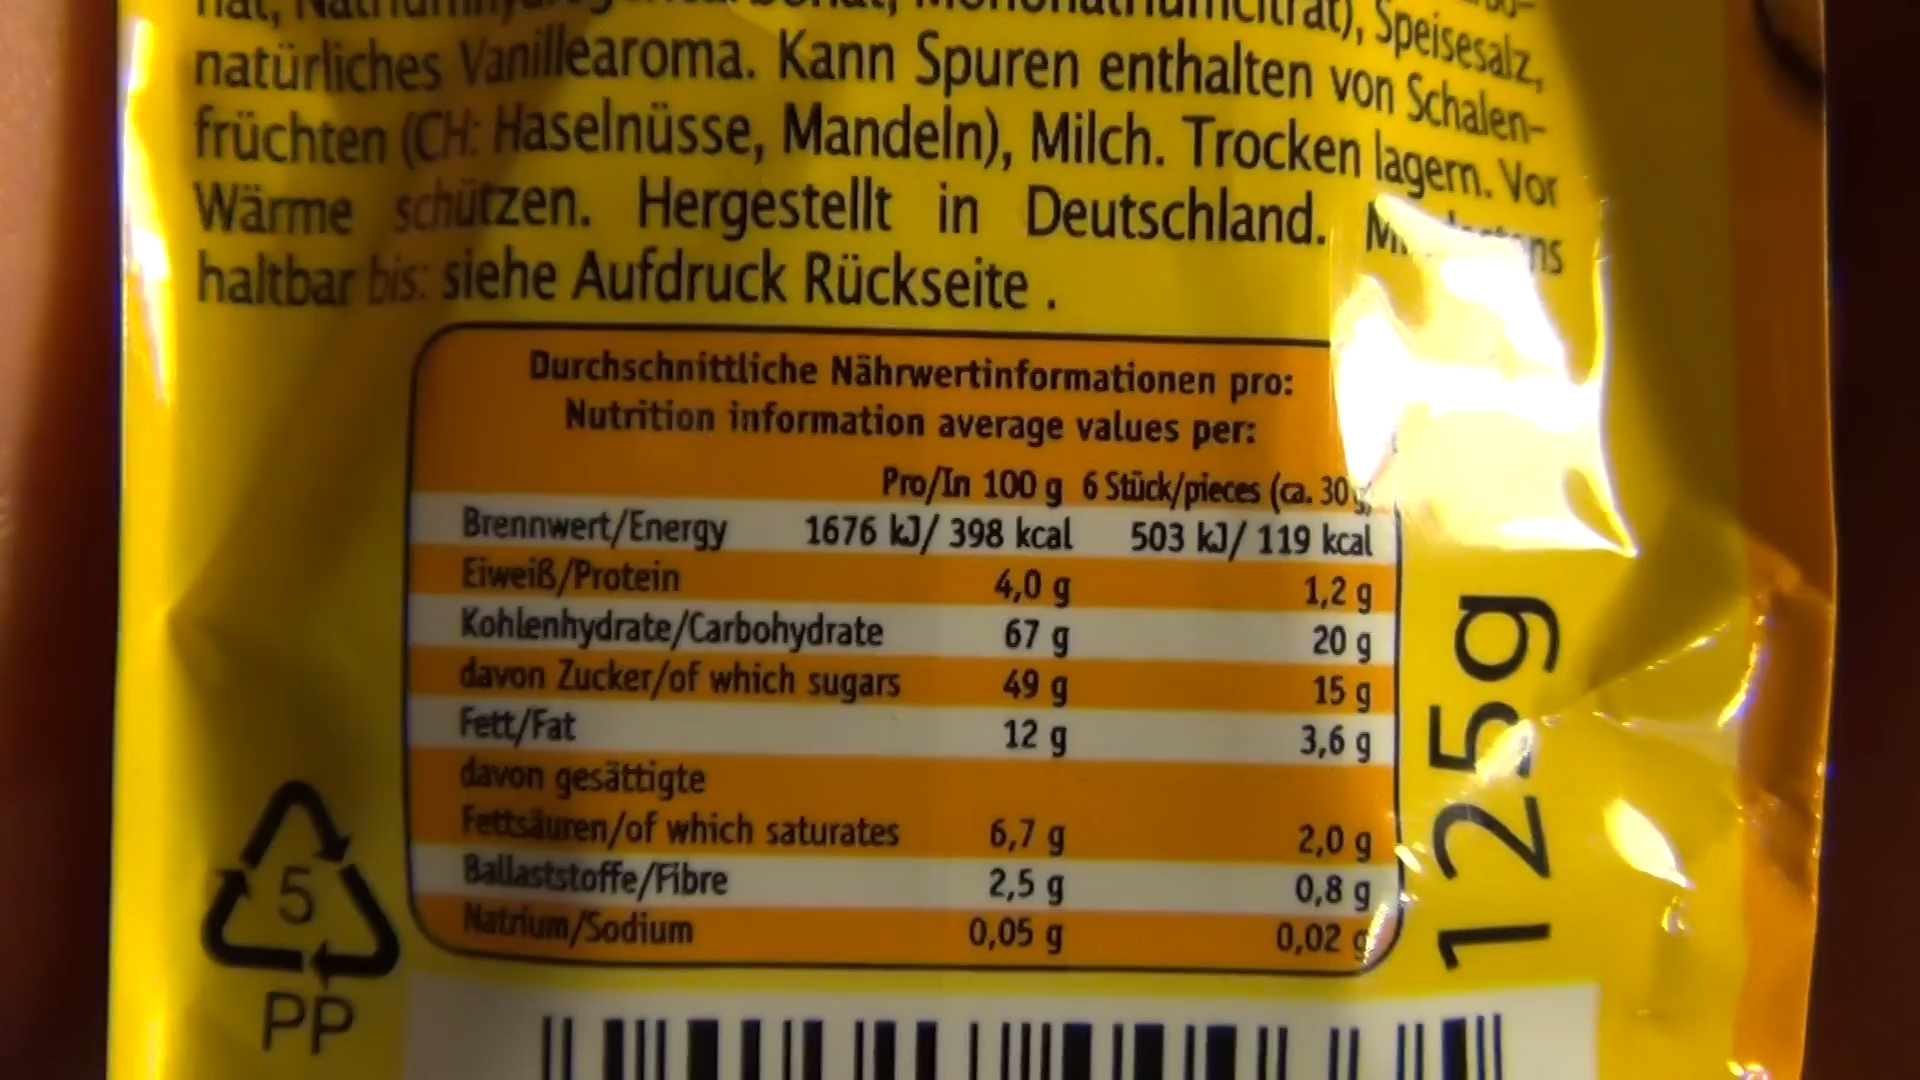 Speisesalz,
natürliches Vanillearoma. Kann Spuren enthalten von Schalen-
früchten (CH: Haselnüsse, Mandeln), Milch. Trocken lagern. Vor
Wärme schützen. Hergestellt in Deutschland.
haltbar bis: siehe Aufdruck Rückseite .
Durchschnittliche Nährwertinformationen pro:
Nutrition information average values per:
Pro/In 100 g 6 Stück/pieces (ca. 30 g)
Brennwert/Energy 1676 kJ/ 398 kcal 503 kJ/ 119 kcal
Eiweiß/Protein 4,0 g 1,2 g
Kohlenhydrate/Carbohydrate 67 g 20 g
davon Zucker/of which sugars 49 g 15 g
Fett/Fat 12 g 3,6 g
davon gesättigte
Fettsäuren/of which saturates 6,7 g 2,0 g
Ballaststoffe/Fibre 2,5 g 0,8 g
Natrium/Sodium 0,05 g 0,02 g
125g
5
PP